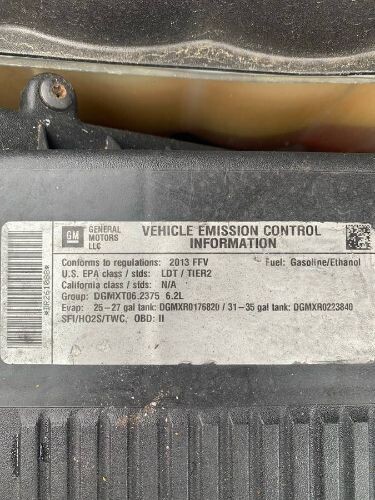 GM
GENERAL MOTORS LLC
VEHICLE EMISSION CONTROL INFORMATION
Conforms to regulations: 2013 FFV Fuel: Gasoline/Ethanol
U.S. EPA class / stds: LDT / TIER2
California class / stds: N/A
Group: DGMXT06.2375 6.2L
Evap: 25-27 gal tank: DGMXR0176820 / 31-35 gal tank: DGMXR0223840
SFI/HO2S/TWC, OBD: II